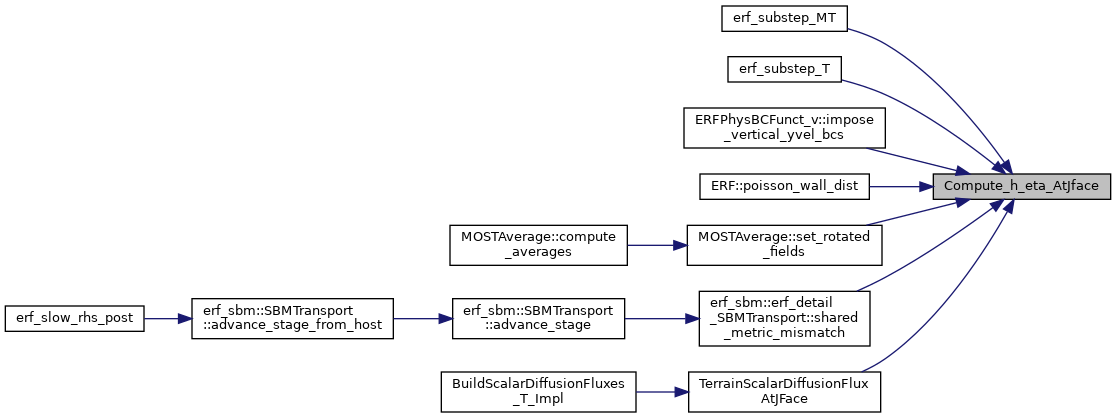 erf_substep_MT
erf_substep_T
ERFPhysBCFunct_v::impose
_vertical_yvel_bcs
ERF::poisson_wall_dist
Compute_h_eta_AtJface
MOSTAverage::compute
_averages
MOSTAverage::set_rotated
_fields
erf_slow_rhs_post
erf_sbm::SBMTransport
::advance_stage_from_host
erf_sbm::SBMTransport
::advance_stage
erf_sbm::erf_detail
_SBMTransport::shared
_metric_mismatch
BuildScalarDiffusionFluxes
_T_Impl
TerrainScalarDiffusionFlux
AtJFace